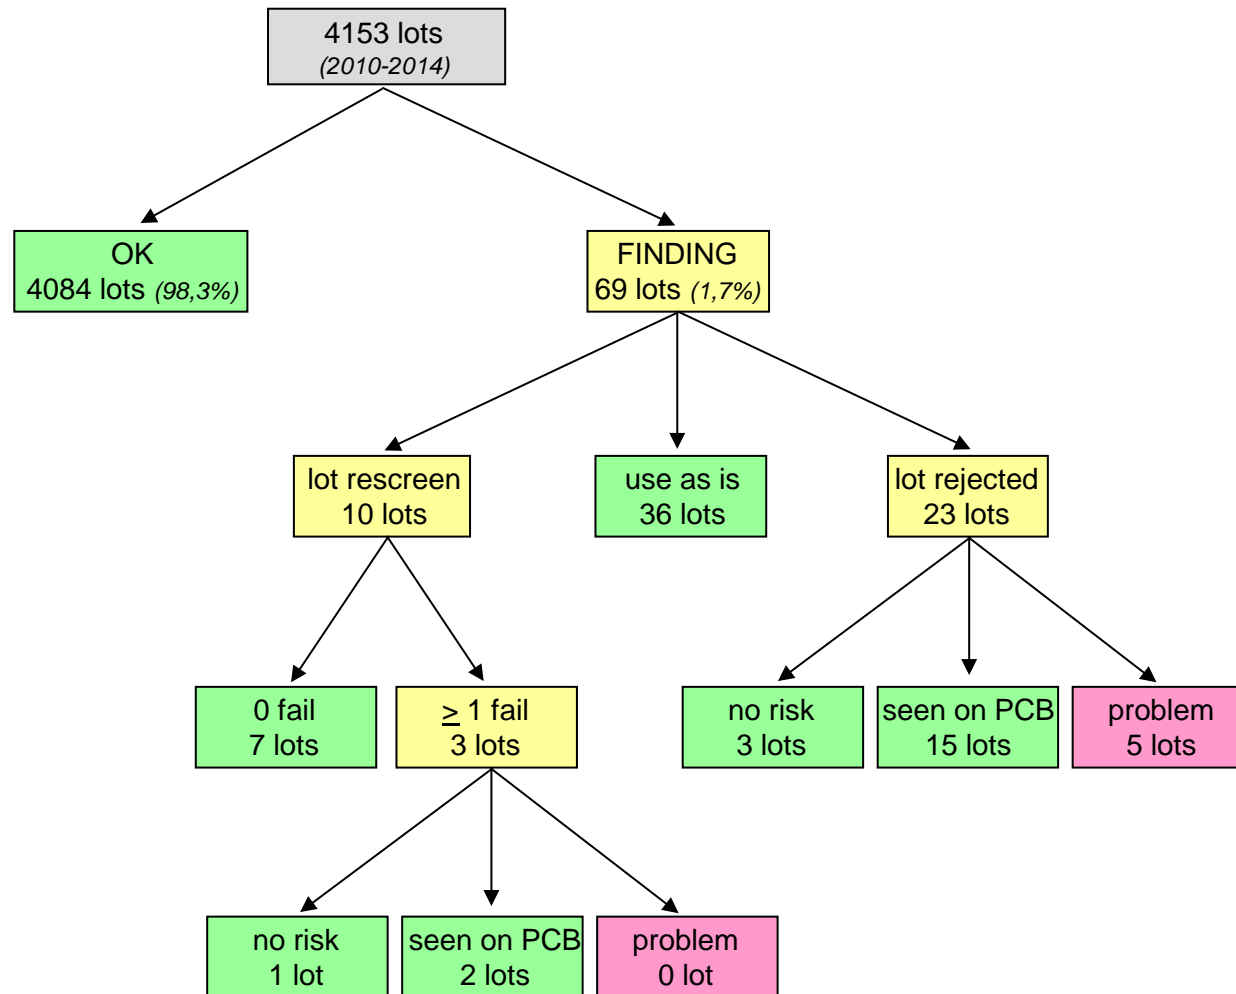 4153 lots
(2010-2014)
OK
4084 lots (98,3%)
FINDING
69 lots (1,7%)
lot rescreen
10 lots
use as is
36 lots
lot rejected
23 lots
0 fail
7 lots
≥ 1 fail
3 lots
no risk
3 lots
seen on PCB
15 lots
problem
5 lots
no risk
1 lot
seen on PCB
2 lots
problem
0 lot